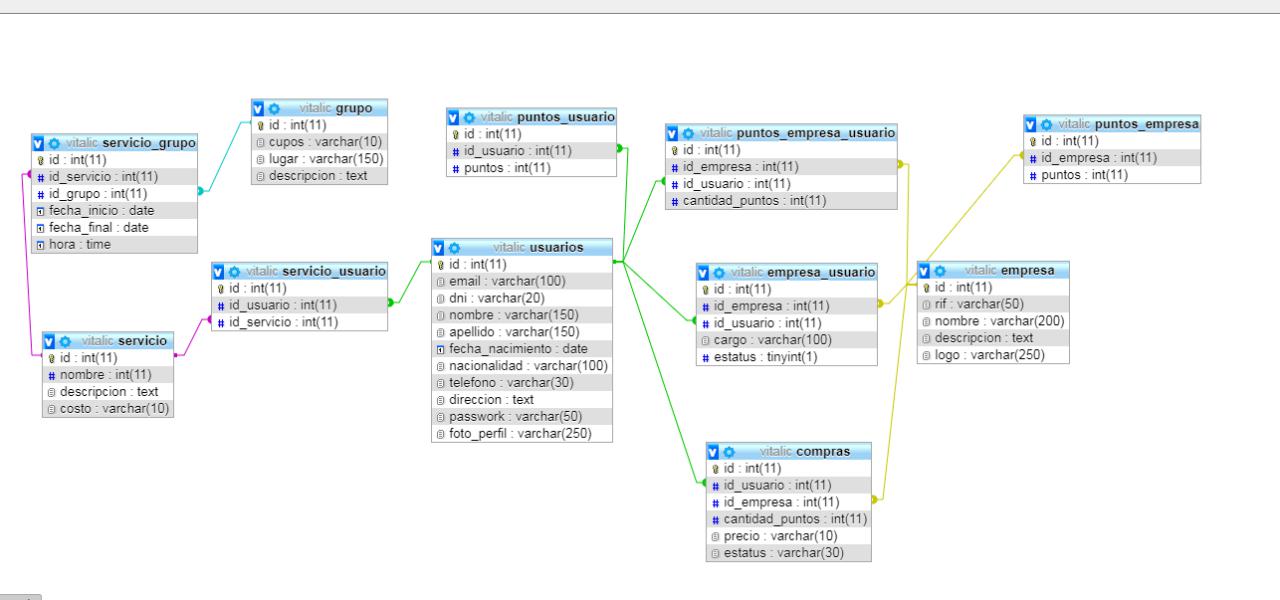 vitalic servicio_grupo
id : int(11)
id_servicio : int(11)
id_grupo : int(11)
fecha_inicio : date
fecha_final : date
hora : time
vitalic grupo
id : int(11)
cupos : varchar(10)
lugar : varchar(150)
descripcion : text
vitalic servicio_usuario
id : int(11)
id_usuario : int(11)
id_servicio : int(11)
vitalic servicio
id : int(11)
nombre : int(11)
descripcion : text
costo : varchar(10)
vitalic puntos_usuario
id : int(11)
id_usuario : int(11)
puntos : int(11)
vitalic usuarios
id : int(11)
email : varchar(100)
dni : varchar(20)
nombre : varchar(150)
apellido : varchar(150)
fecha_nacimiento : date
nacionalidad : varchar(100)
telefono : varchar(30)
direccion : text
passwork : varchar(50)
foto_perfil : varchar(250)
vitalic puntos_empresa_usuario
id : int(11)
id_empresa : int(11)
id_usuario : int(11)
cantidad_puntos : int(11)
vitalic empresa_usuario
id : int(11)
id_empresa : int(11)
id_usuario : int(11)
cargo : varchar(100)
estatus : tinyint(1)
vitalic compras
id : int(11)
id_usuario : int(11)
id_empresa : int(11)
cantidad_puntos : int(11)
precio : varchar(10)
estatus : varchar(30)
vitalic puntos_empresa
id : int(11)
id_empresa : int(11)
puntos : int(11)
vitalic empresa
id : int(11)
rif : varchar(50)
nombre : varchar(200)
descripcion : text
logo : varchar(250)